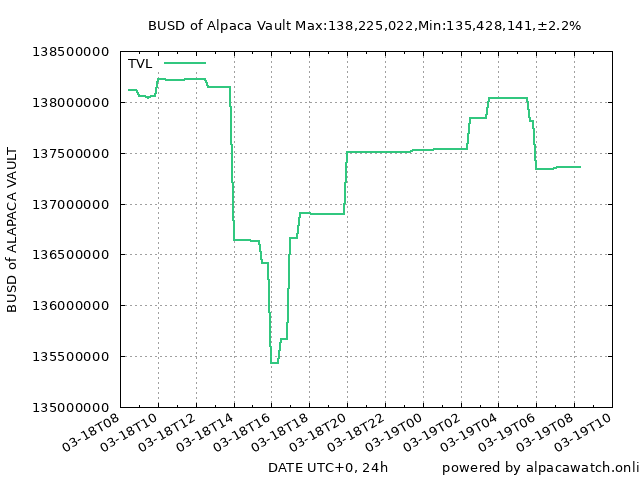 BUSD of Alpaca Vault Max:138,225,022,Min:135,428,141,±2.2%
TVL
138500000
138000000
137500000
137000000
136500000
136000000
135500000
135000000
BUSD of ALAPACA VAULT
03-18T08
03-18T10
03-18T12
03-18T14
03-18T16
03-18T18
03-18T20
03-18T22
03-19T00
03-19T02
03-19T04
03-19T06
03-19T08
03-19T10
DATE UTC+0, 24h
powered by alpacawatch.onli